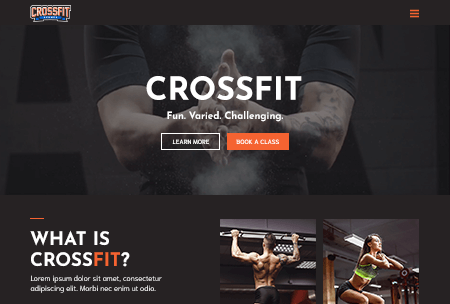 CROSSFIT
CROSSFIT
Fun. Varied. Challenging.
LEARN MORE
BOOK A CLASS
WHAT IS
CROSSFIT?
Lorem ipsum dolor sit amet, consectetur
adipiscing elit. Morbi nec enim ut odio.